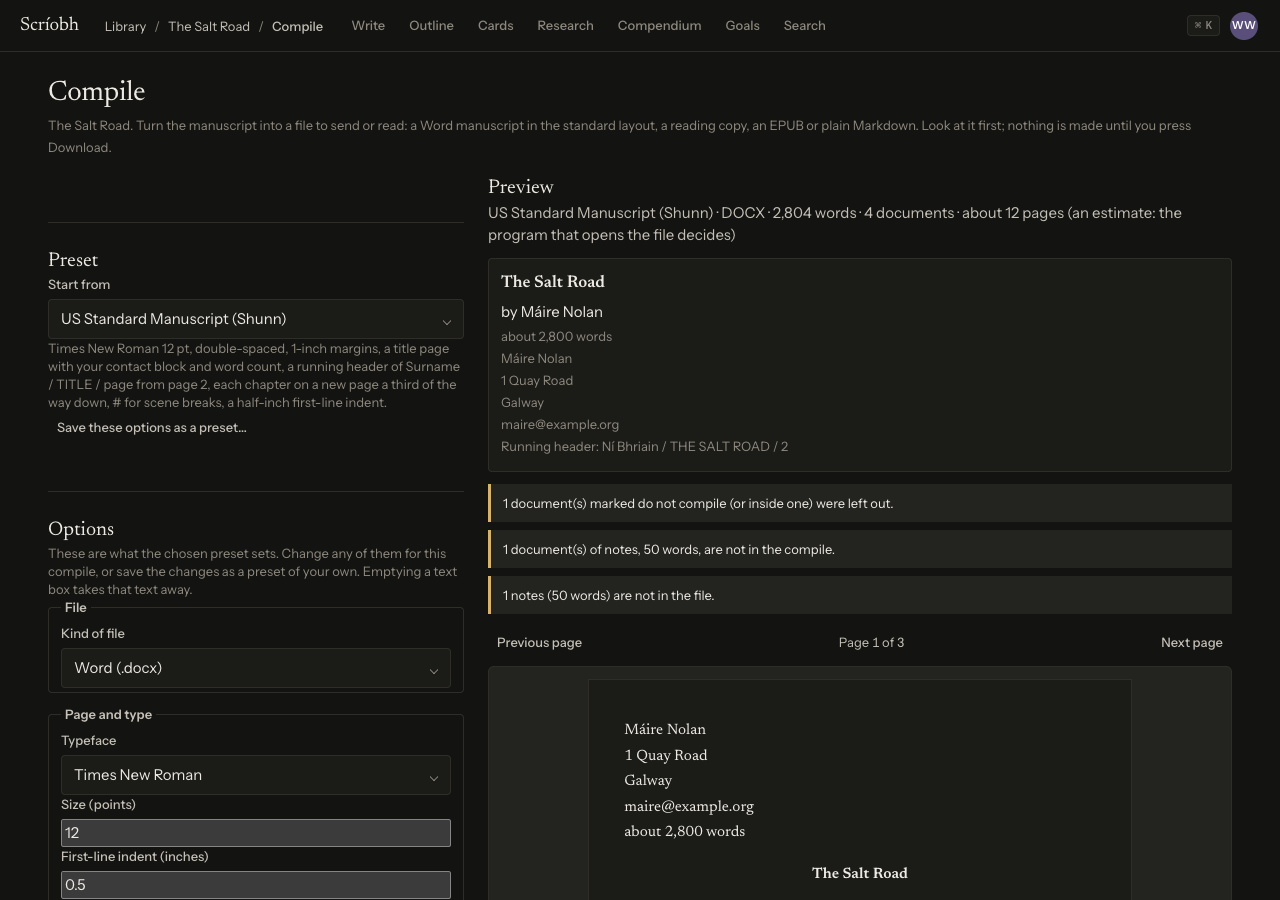 Scríobh
Library / The Salt Road / Compile
Write
Outline
Cards
Research
Compendium
Goals
Search
⌘ K
WW
Compile
The Salt Road. Turn the manuscript into a file to send or read: a Word manuscript in the standard layout, a reading copy, an EPUB or plain Markdown. Look at it first; nothing is made until you press
Download.
Preset
Start from
US Standard Manuscript (Shunn)
Times New Roman 12 pt, double-spaced, 1-inch margins, a title page
with your contact block and word count, a running header of Surname
/ TITLE / page from page 2, each chapter on a new page a third of the
way down, # for scene breaks, a half-inch first-line indent.
Save these options as a preset…
Options
These are what the chosen preset sets. Change any of them for this
compile, or save the changes as a preset of your own. Emptying a text
box takes that text away.
File
Kind of file
Word (.docx)
Page and type
Typeface
Times New Roman
Size (points)
12
First-line indent (inches)
0.5
Preview
US Standard Manuscript (Shunn) · DOCX · 2,804 words · 4 documents · about 12 pages (an estimate: the
program that opens the file decides)
The Salt Road
by Máire Nolan
about 2,800 words
Máire Nolan
1 Quay Road
Galway
maire@example.org
Running header: Ní Bhriain / THE SALT ROAD / 2
1 document(s) marked do not compile (or inside one) were left out.
1 document(s) of notes, 50 words, are not in the compile.
1 notes (50 words) are not in the file.
Previous page
Page 1 of 3
Next page
Máire Nolan
1 Quay Road
Galway
maire@example.org
about 2,800 words
The Salt Road